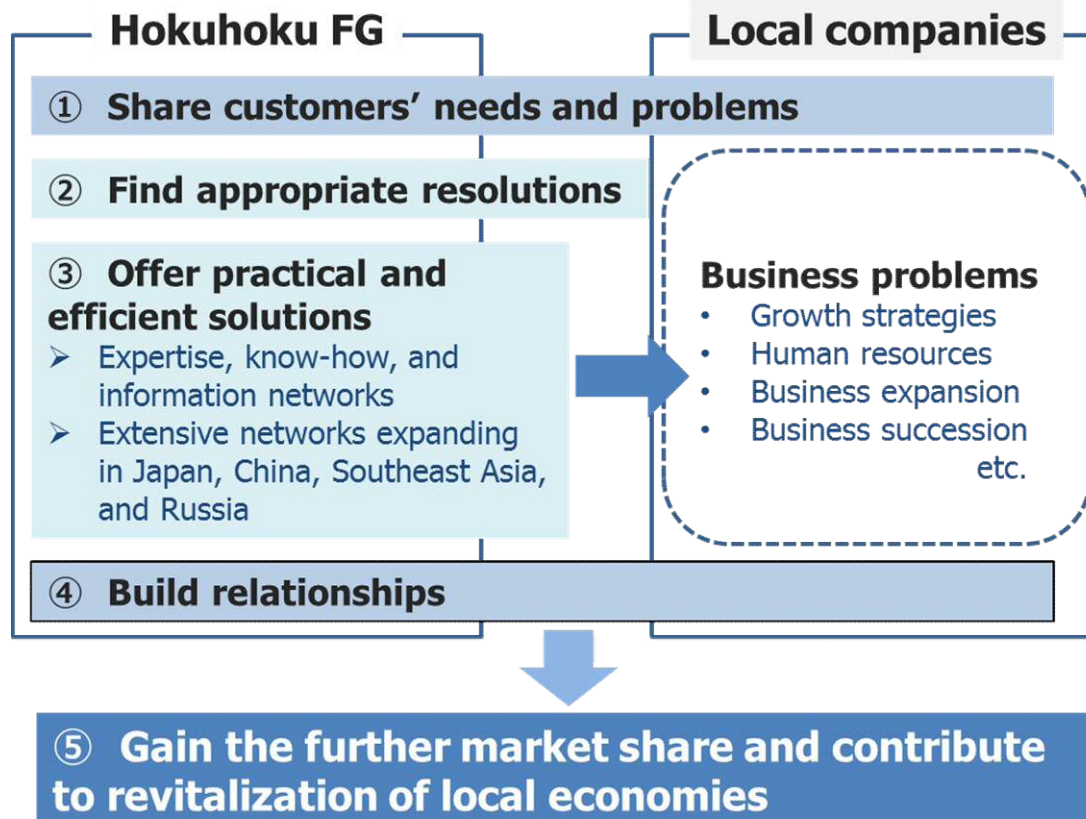 Hokuhoku FG
Local companies
① Share customers’ needs and problems
② Find appropriate resolutions
③ Offer practical and
efficient solutions
➢ Expertise, know-how, and
information networks
➢ Extensive networks expanding
in Japan, China, Southeast Asia,
and Russia
Business problems
• Growth strategies
• Human resources
• Business expansion
• Business succession
etc.
④ Build relationships
⑤ Gain the further market share and contribute
to revitalization of local economies